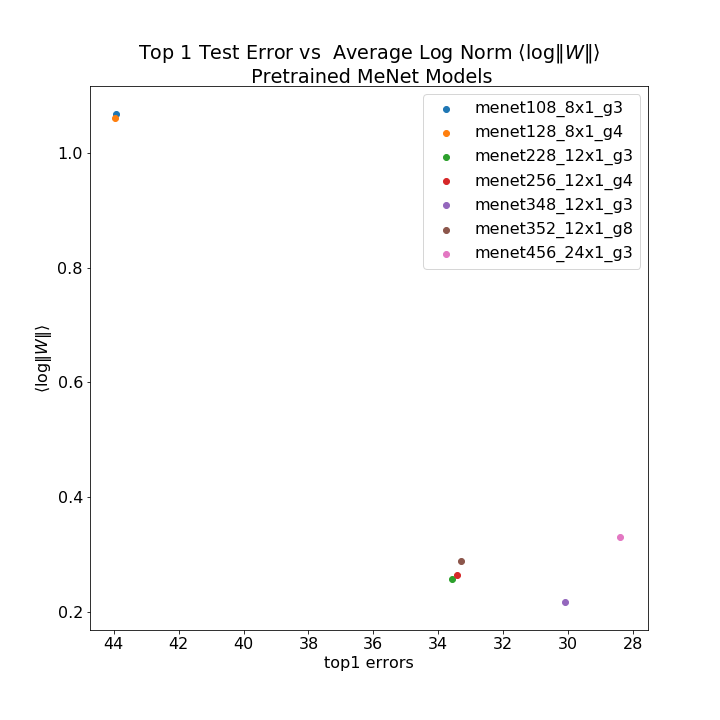 Top 1 Test Error vs  Average Log Norm ⟨log‖W‖⟩
Pretrained MeNet Models
menet108_8x1_g3
menet128_8x1_g4
menet228_12x1_g3
menet256_12x1_g4
menet348_12x1_g3
menet352_12x1_g8
menet456_24x1_g3
⟨log‖W‖⟩
1.0
0.8
0.6
0.4
0.2
44 42 40 38 36 34 32 30 28
top1 errors